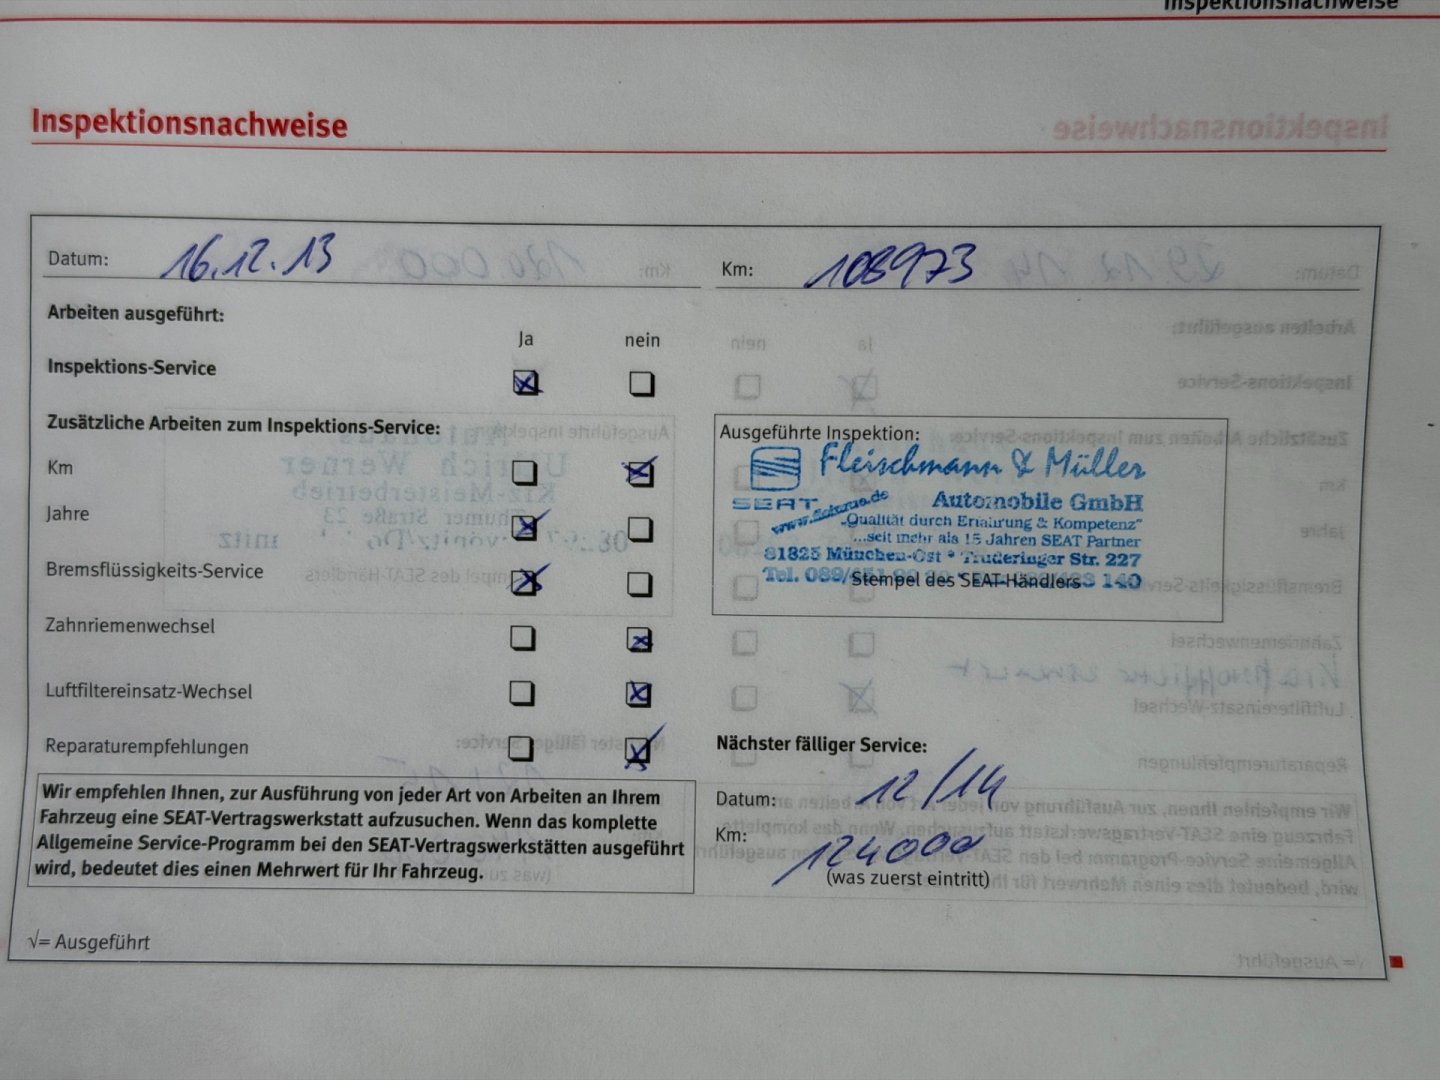 Inspektionsnachweise
Inspektionsnachweise
Datum: 16.12.13
Km: 108973
Arbeiten ausgeführt:
Ja nein
Inspektions-Service
Zusätzliche Arbeiten zum Inspektions-Service:
Km
Jahre
Bremsflüssigkeits-Service
Zahnriemenwechsel
Luftfiltereinsatz-Wechsel
Reparaturempfehlungen
Wir empfehlen Ihnen, zur Ausführung von jeder Art von Arbeiten an Ihrem
Fahrzeug eine SEAT-Vertragswerkstatt aufzusuchen. Wenn das komplette
Allgemeine Service-Programm bei den SEAT-Vertragswerkstätten ausgeführt
wird, bedeutet dies einen Mehrwert für Ihr Fahrzeug.
√= Ausgeführt
Ausgeführte Inspektion:
Fleischmann & Müller
SEAT Automobile GmbH
„Qualität durch Erfahrung & Kompetenz"
...seit mehr als 15 Jahren SEAT Partner
81825 München-Ost • Truderinger Str. 227
Tel. 089/ 140
Stempel des SEAT-Händlers
Nächster fälliger Service:
Datum: 12/14
Km: 124000
(was zuerst eintritt)